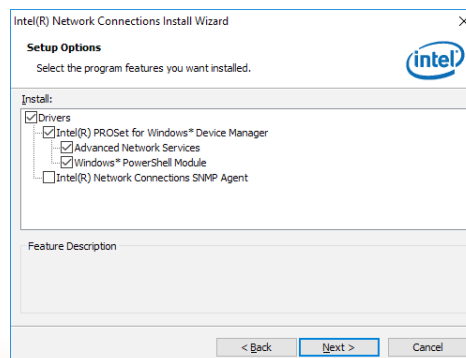 Intel(R) Network Connections Install Wizard
Setup Options
Select the program features you want installed.
intel
Install:
Drivers
Intel(R) PROSet for Windows* Device Manager
Advanced Network Services
Windows* PowerShell Module
Intel(R) Network Connections SNMP Agent
Feature Description
< Back
Next >
Cancel